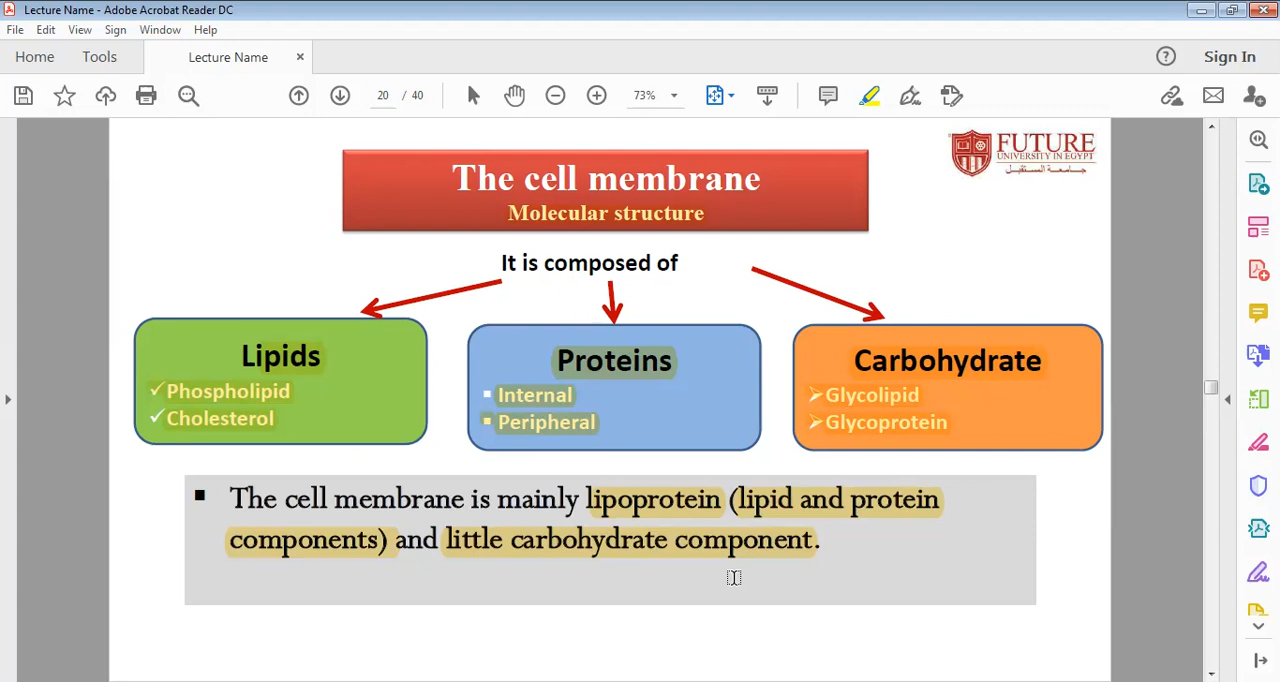 Lecture Name - Adobe Acrobat Reader DC
File Edit View Sign Window Help
Home Tools Lecture Name × ? Sign In
20 / 40 73%
FUTURE
UNIVERSITY IN EGYPT
جامعة المستقبل
The cell membrane
Molecular structure
It is composed of
Lipids
✓Phospholipid
✓Cholesterol
Proteins
▪ Internal
▪ Peripheral
Carbohydrate
➢Glycolipid
➢Glycoprotein
▪ The cell membrane is mainly lipoprotein (lipid and protein
components) and little carbohydrate component.